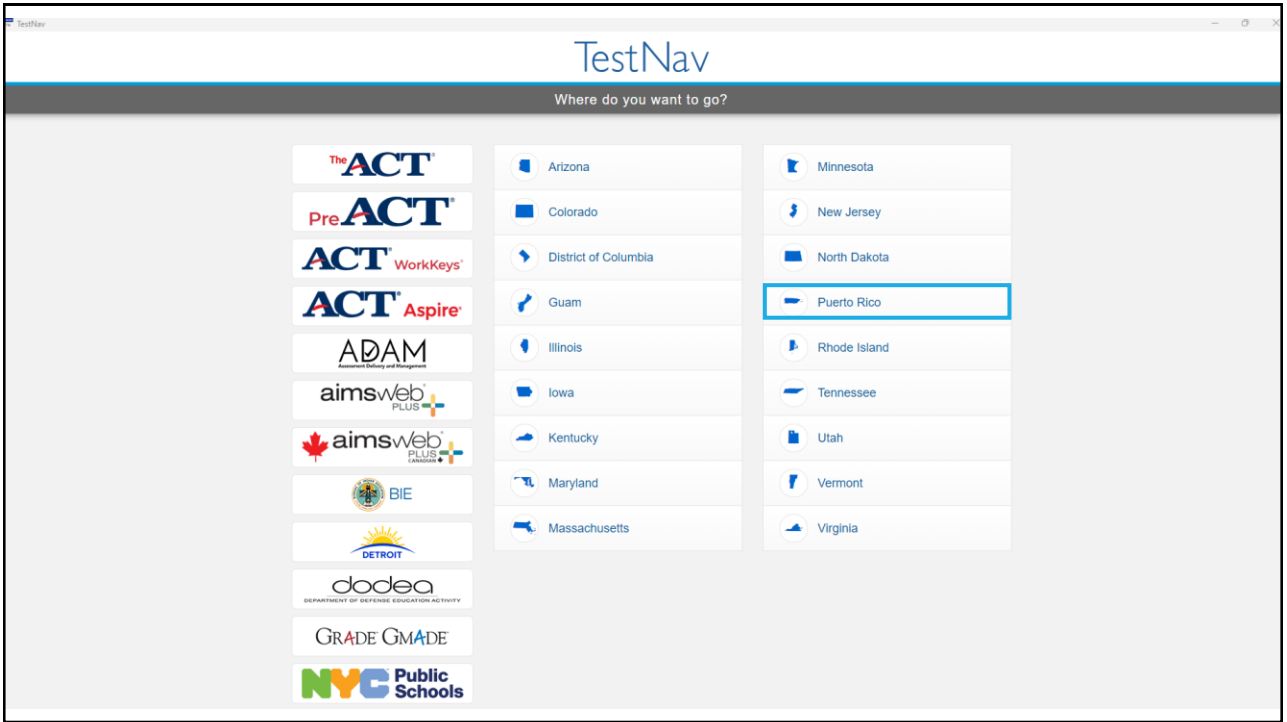 TestNav
TestNav
Where do you want to go?
The ACT
PreACT
ACT WorkKeys
ACT Aspire
ADAM
Assessment Delivery and Management
aimsweb
PLUS
aimsweb
PLUS
CANADIAN
BIE
DETROIT
dodea
DEPARTMENT OF DEFENSE EDUCATION ACTIVITY
GRADE GMADE
NYC Public
Schools
Arizona
Colorado
District of Columbia
Guam
Illinois
Iowa
Kentucky
Maryland
Massachusetts
Minnesota
New Jersey
North Dakota
Puerto Rico
Rhode Island
Tennessee
Utah
Vermont
Virginia